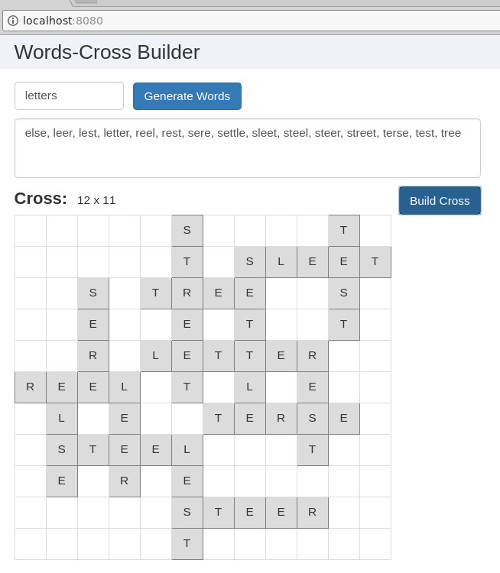 localhost:8080
Words-Cross Builder
letters Generate Words
else, leer, lest, letter, reel, rest, sere, settle, sleet, steel, steer, street, terse, test, tree
Cross: 12 x 11 Build Cross
S T
T S L E E T
S T R E E S
E E T T
R L E T T E R
R E E L T L E
L E T E R S E
S T E E L T
E R E
S T E E R
T